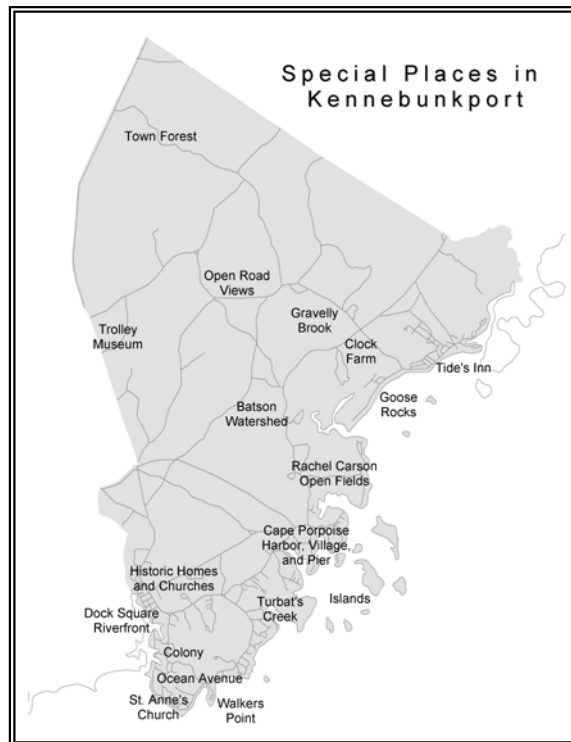 Special Places in
Kennebunkport
Town Forest
Open Road
Views
Gravelly
Brook
Trolley
Museum
Clock
Farm
Tide's Inn
Goose
Rocks
Batson
Watershed
Rachel Carson
Open Fields
Cape Porpoise
Harbor, Village,
and Pier
Historic Homes
and Churches
Islands
Turbat's
Creek
Dock Square
Riverfront
Colony
Ocean Avenue
St. Anne's
Church
Walkers
Point